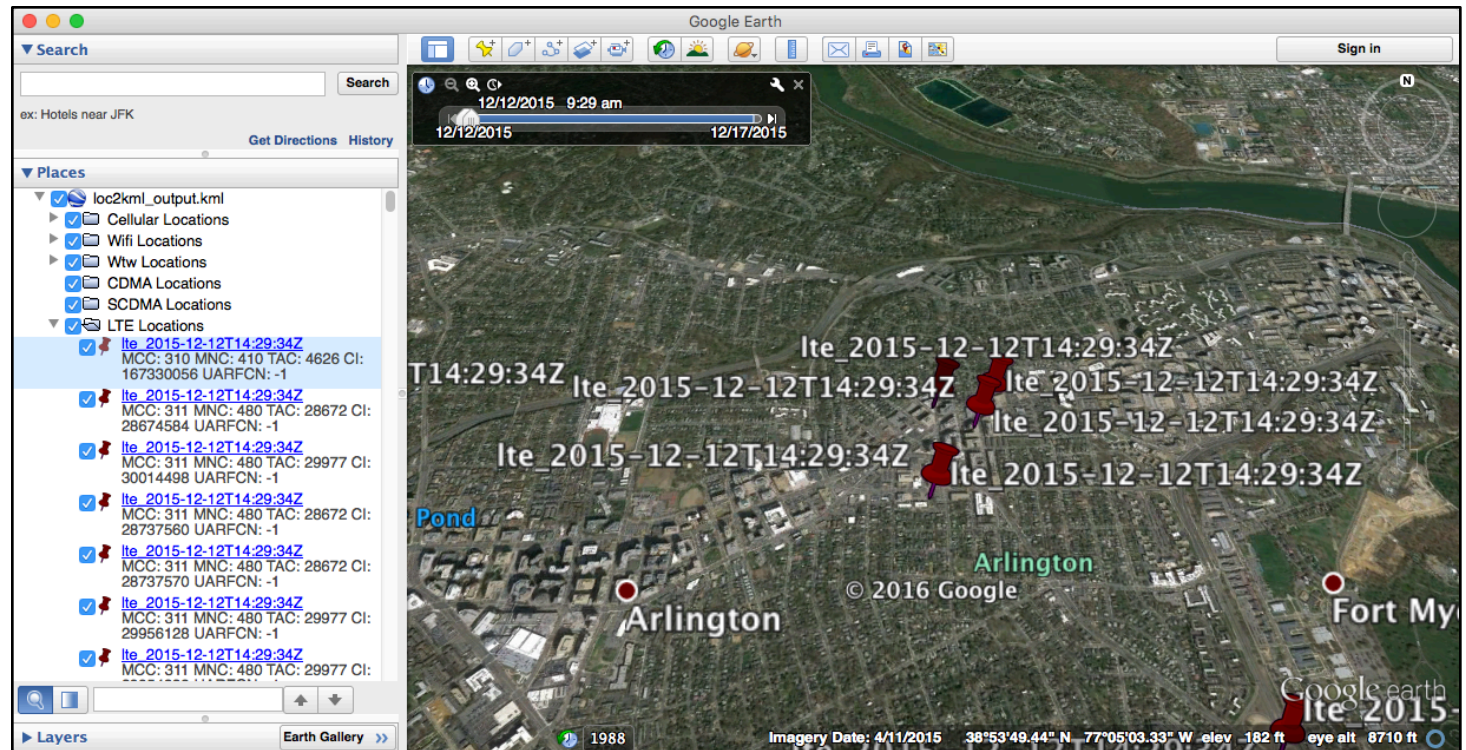 Google Earth
▼ Search
Search
ex: Hotels near JFK
Get Directions History
▼ Places
loc2kml_output.kml
Cellular Locations
Wifi Locations
Wtw Locations
CDMA Locations
SCDMA Locations
LTE Locations
lte_2015-12-12T14:29:34Z
MCC: 310 MNC: 410 TAC: 4626 CI:
167330056 UARFCN: -1
lte_2015-12-12T14:29:34Z
MCC: 311 MNC: 480 TAC: 28672 CI:
28674584 UARFCN: -1
lte_2015-12-12T14:29:34Z
MCC: 311 MNC: 480 TAC: 29977 CI:
30014498 UARFCN: -1
lte_2015-12-12T14:29:34Z
MCC: 311 MNC: 480 TAC: 28672 CI:
28737560 UARFCN: -1
lte_2015-12-12T14:29:34Z
MCC: 311 MNC: 480 TAC: 28672 CI:
28737570 UARFCN: -1
lte_2015-12-12T14:29:34Z
MCC: 311 MNC: 480 TAC: 29977 CI:
29956128 UARFCN: -1
lte_2015-12-12T14:29:34Z
MCC: 311 MNC: 480 TAC: 29977 CI:
▶ Layers
Earth Gallery »
Sign in
12/12/2015 9:29 am
12/12/2015 12/17/2015
N
lte_2015-12-12T14:29:34Z
T14:29:34Z
lte_2015-12-12T14:29:34Z
lte_2015-12-12T14:29:34Z
lte_2015-12-12T14:29:34Z
lte_2015-12-12T14:29:34Z
lte_2015-12-12T14:29:34Z
Pond
Arlington
© 2016 Google
Arlington
Fort My
Google earth
lte_2015-
1988
Imagery Date: 4/11/2015 38°53'49.44" N 77°05'03.33" W elev 182 ft eye alt 8710 ft